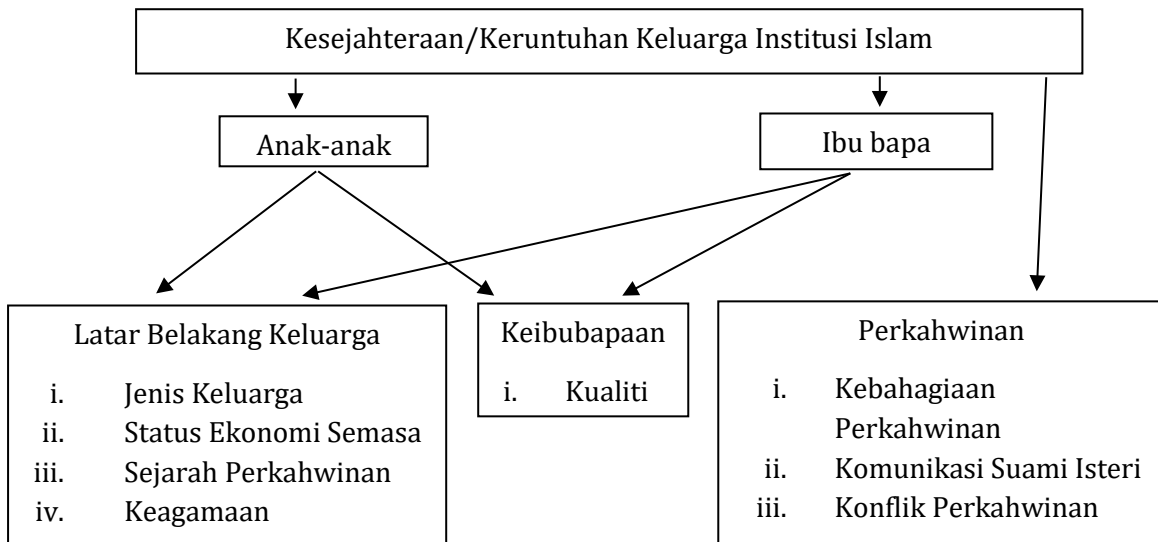 Kesejahteraan/Keruntuhan Keluarga Institusi Islam
Anak-anak
Ibu bapa
Latar Belakang Keluarga
i. Jenis Keluarga
ii. Status Ekonomi Semasa
iii. Sejarah Perkahwinan
iv. Keagamaan
Keibubapaan
i. Kualiti
Perkahwinan
i. Kebahagiaan
Perkahwinan
ii. Komunikasi Suami Isteri
iii. Konflik Perkahwinan